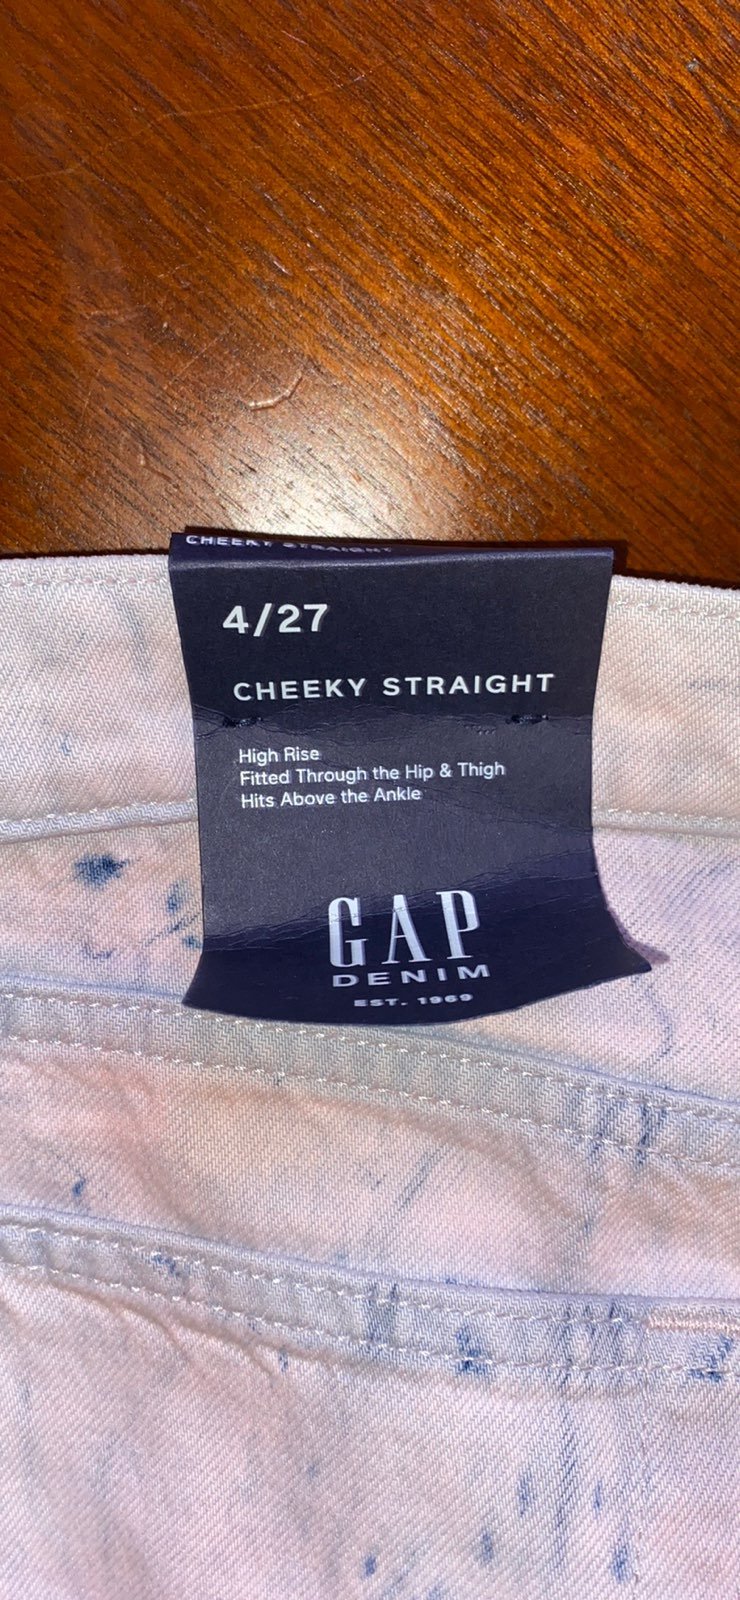 CHEEKY STRAIGHT
4/27
CHEEKY STRAIGHT
High Rise
Fitted Through the Hip & Thigh
Hits Above the Ankle
GAP
DENIM
EST. 1969